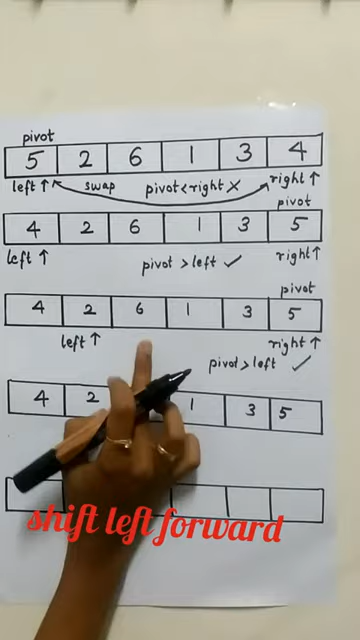 pivot
5 2 6 1 3 4
left ↑ swap pivot < right ✗ right ↑
pivot
4 2 6 1 3 5
left ↑ pivot > left ✓ right ↑
pivot
4 2 6 1 3 5
left ↑ right ↑
pivot > left ✓
4 2 1 3 5
shift left forward